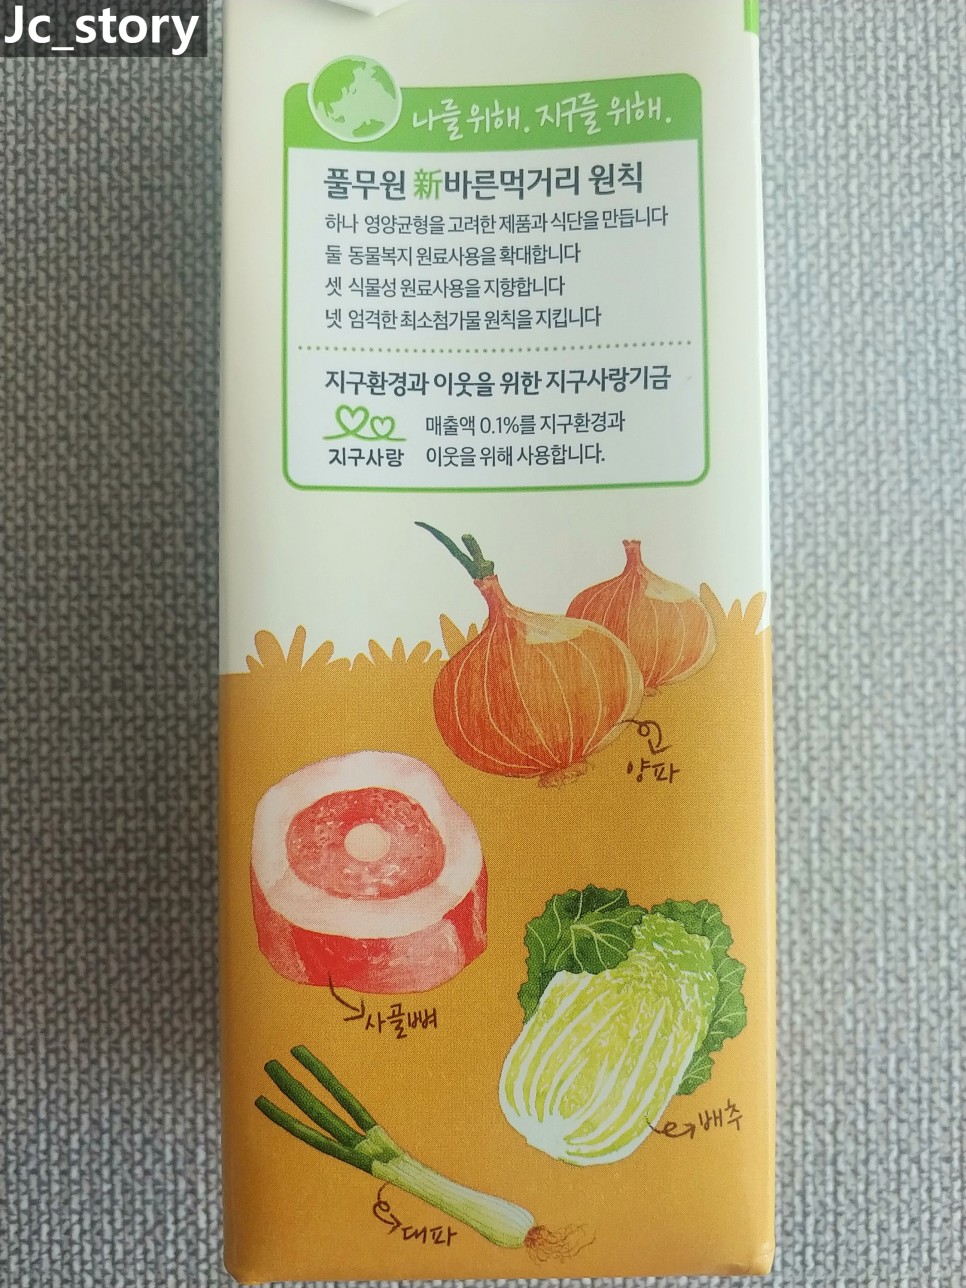 Jc_story
나를 위해. 지구를 위해.
풀무원 新바른먹거리 원칙
하나 영양균형을 고려한 제품과 식단을 만듭니다
둘 동물복지 원료사용을 확대합니다
셋 식물성 원료사용을 지향합니다
넷 엄격한 최소첨가물 원칙을 지킵니다
지구환경과 이웃을 위한 지구사랑기금
매출액 0.1%를 지구환경과
지구사랑 이웃을 위해 사용합니다.
양파
사골뼈
배추
대파